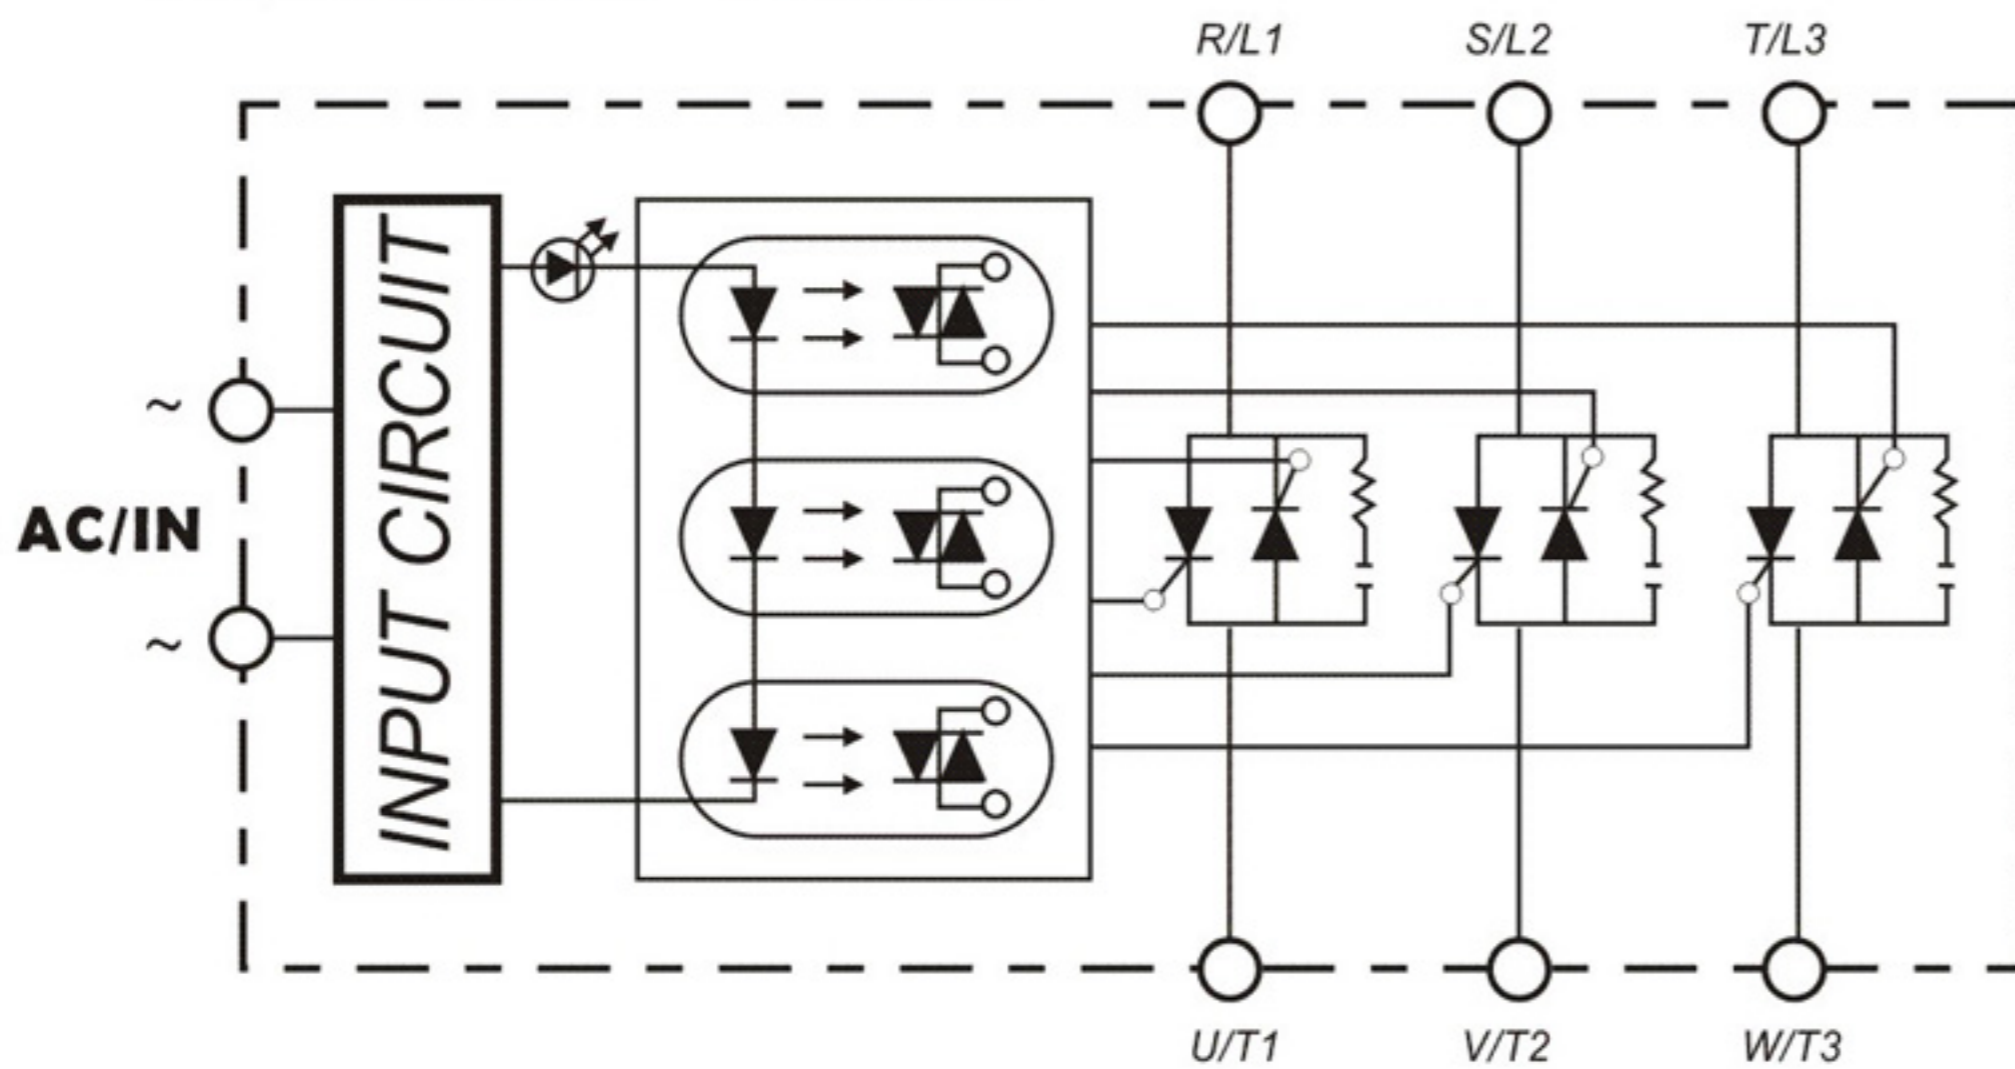 R/L1
S/L2
T/L3
INPUT CIRCUIT
~
AC/IN
~
U/T1
V/T2
W/T3